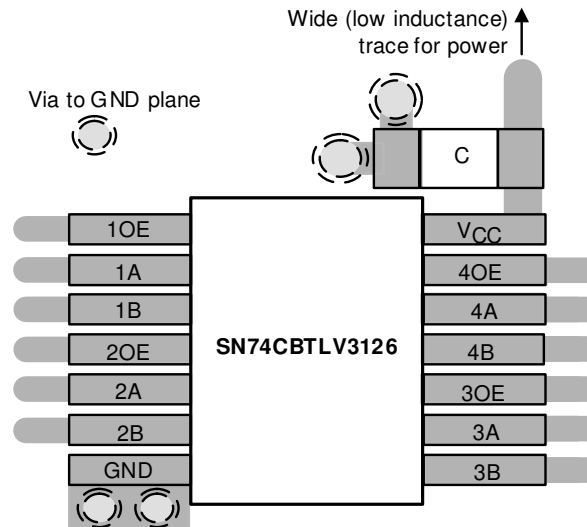 Wide (low inductance)
trace for power
Via to GND plane
C
1OE
1A
1B
2OE
2A
2B
GND
SN74CBTLV3126
VCC
4OE
4A
4B
3OE
3A
3B